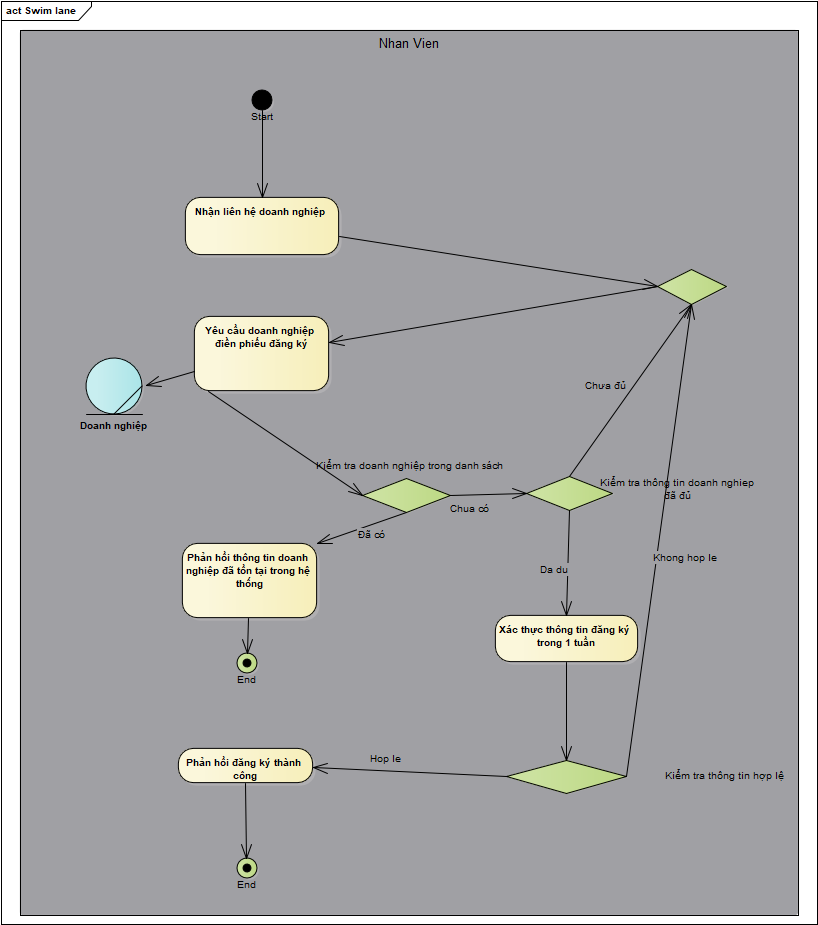 act Swim lane
Nhan Vien
Start
Nhận liên hệ doanh nghiệp
Yêu cầu doanh nghiệp
điền phiếu đăng ký
Doanh nghiệp
Chưa đủ
Kiểm tra doanh nghiệp trong danh sách
Kiểm tra thông tin doanh nghiep
đã đủ
Chua có
Đã có
Phản hồi thông tin doanh
nghiệp đã tồn tại trong hệ
thống
Khong hop le
Da du
Xác thực thông tin đăng ký
trong 1 tuần
End
Hop le
Phản hồi đăng ký thành
công
Kiểm tra thông tin hợp lệ
End